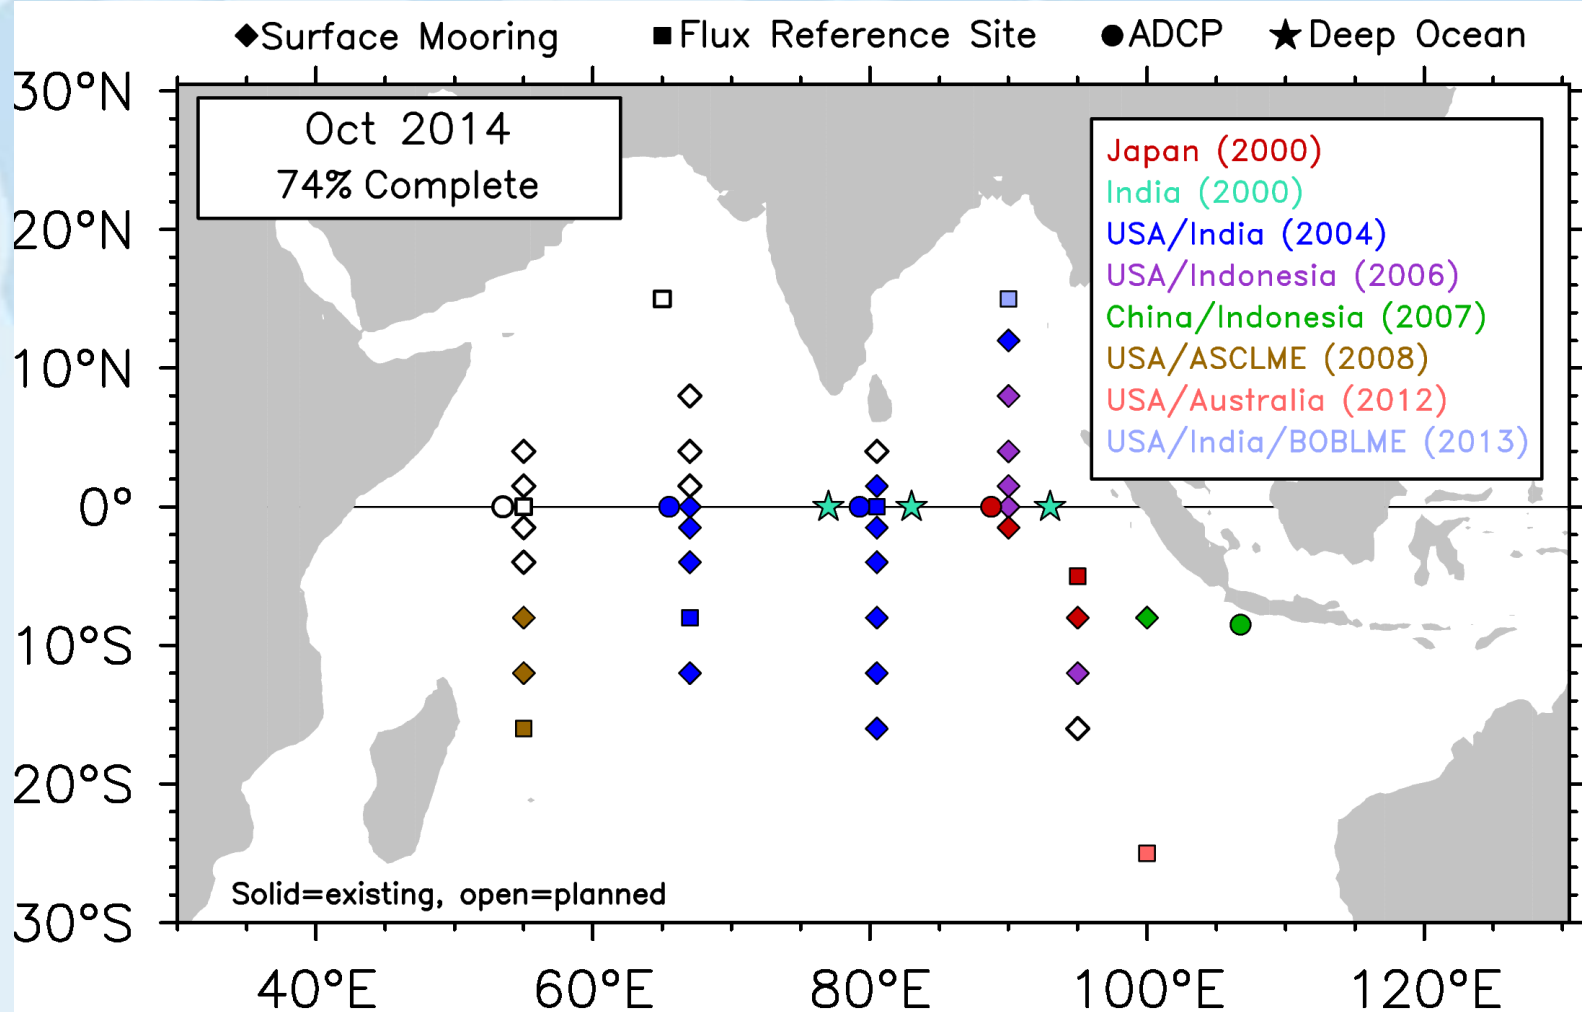 Surface Mooring Flux Reference Site ADCP Deep Ocean
30°N
Oct 2014
74% Complete
Japan (2000)
India (2000)
USA/India (2004)
USA/Indonesia (2006)
China/Indonesia (2007)
USA/ASCLME (2008)
USA/Australia (2012)
USA/India/BOBLME (2013)
20°N
10°N
0°
10°S
20°S
Solid=existing, open=planned
30°S
40°E 60°E 80°E 100°E 120°E